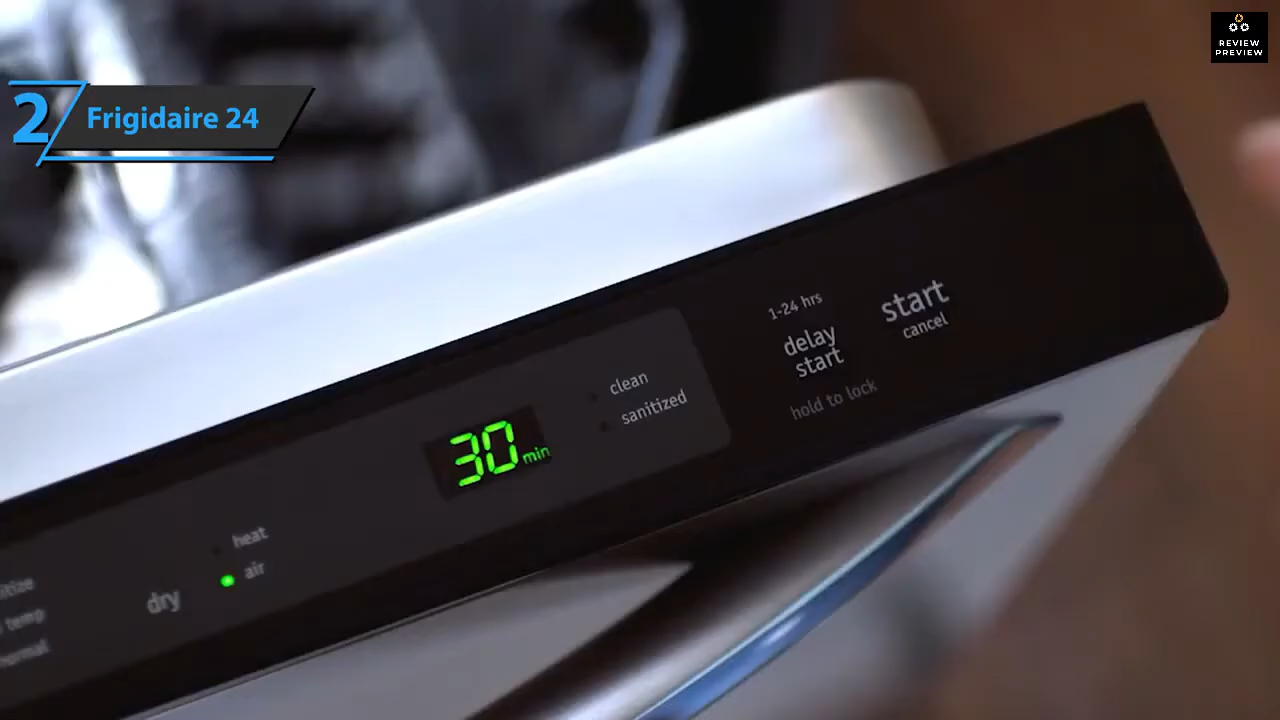 REVIEW
PREVIEW
2 Frigidaire 24
1-24 hrs
delay
start
hold to lock
start
cancel
clean
sanitized
30 min
heat
air
dry
temp
normal